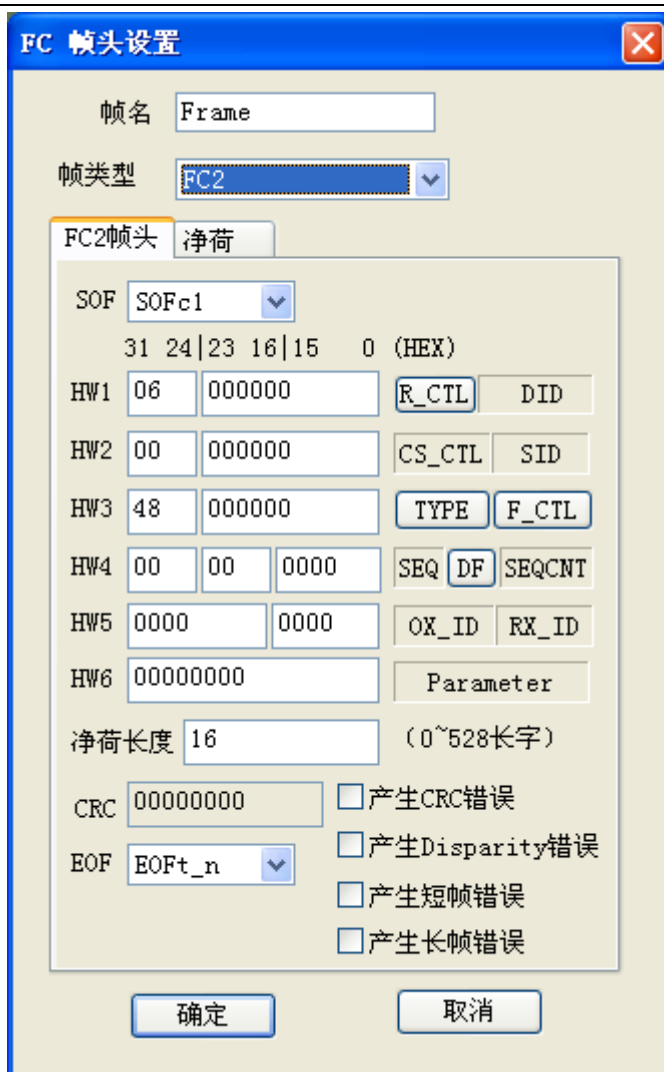 FC 帧头设置
帧名 Frame
帧类型 FC2
FC2帧头 净荷
SOF SOFc1
31 24|23 16|15 0 (HEX)
HW1 06 000000 R_CTL DID
HW2 00 000000 CS_CTL SID
HW3 48 000000 TYPE F_CTL
HW4 00 00 0000 SEQ DF SEQCNT
HW5 0000 0000 OX_ID RX_ID
HW6 00000000 Parameter
净荷长度 16 (0~528长字)
CRC 00000000 产生CRC错误
产生Disparity错误
EOF EOFt_n
产生短帧错误
产生长帧错误
确定 取消